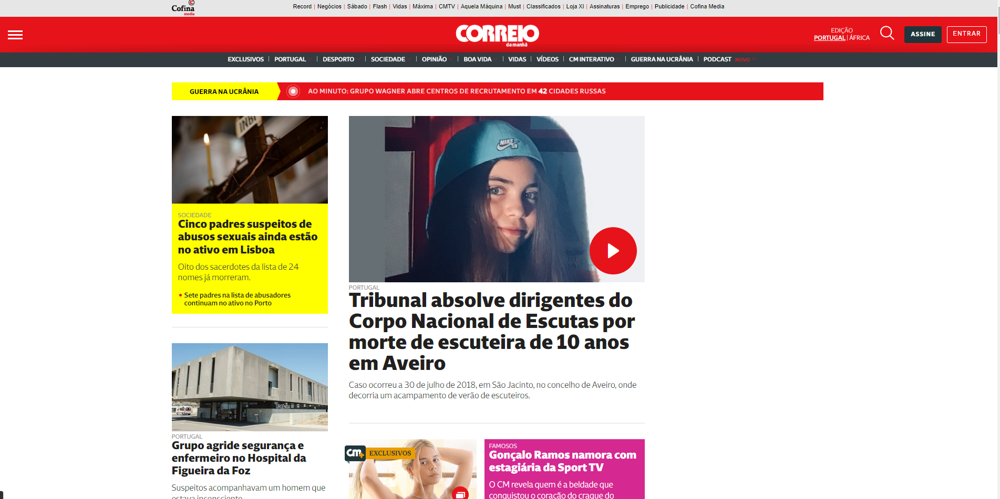 Cofina
media
Record | Negócios | Sábado | Flash | Vidas | Máxima | CMTV | Aquela Máquina | Must | Classificados | Loja XI | Assinaturas | Emprego | Publicidade | Cofina Media
CORREIO
da manhã
EDIÇÃO
PORTUGAL | ÁFRICA
ASSINE
ENTRAR
EXCLUSIVOS | PORTUGAL | DESPORTO | SOCIEDADE | OPINIÃO | BOA VIDA | VIDAS | VÍDEOS | CM INTERATIVO | GUERRA NA UCRÂNIA | PODCAST NOVO
GUERRA NA UCRÂNIA
AO MINUTO: GRUPO WAGNER ABRE CENTROS DE RECRUTAMENTO EM 42 CIDADES RUSSAS
INBI
SOCIEDADE
Cinco padres suspeitos de
abusos sexuais ainda estão
no ativo em Lisboa
Oito dos sacerdotes da lista de 24
nomes já morreram.
• Sete padres na lista de abusadores
continuam no ativo no Porto
URGÊNCIA
PORTUGAL
Grupo agride segurança e
enfermeiro no Hospital da
Figueira da Foz
Suspeitos acompanhavam um homem que
estava inconsciente
NIKE
SB
PORTUGAL
Tribunal absolve dirigentes do
Corpo Nacional de Escutas por
morte de escuteira de 10 anos
em Aveiro
Caso ocorreu a 30 de julho de 2018, em São Jacinto, no concelho de Aveiro, onde
decorria um acampamento de verão de escuteiros.
CM+
EXCLUSIVOS
FAMOSOS
Gonçalo Ramos namora com
estagiária da Sport TV
O CM revela quem é a beldade que
conquistou o coração do craque do